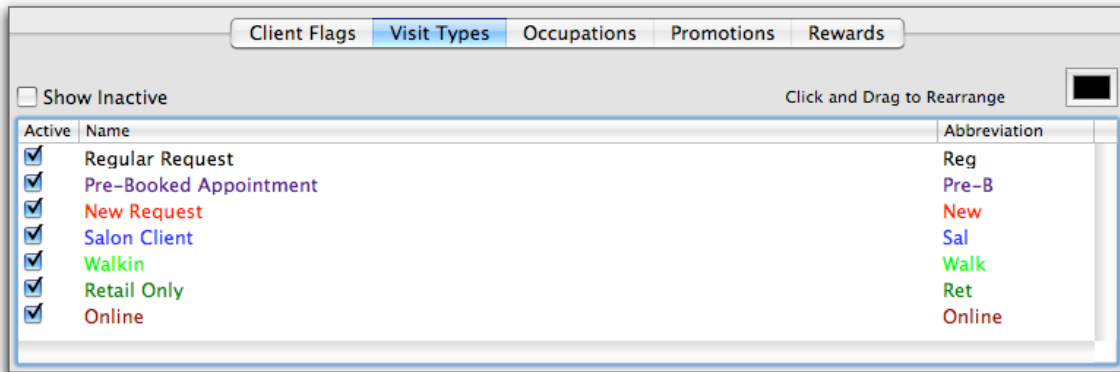 Client Flags Visit Types Occupations Promotions Rewards
Show Inactive Click and Drag to Rearrange
Active Name Abbreviation
Regular Request Reg
Pre-Booked Appointment Pre-B
New Request New
Salon Client Sal
Walkin Walk
Retail Only Ret
Online Online